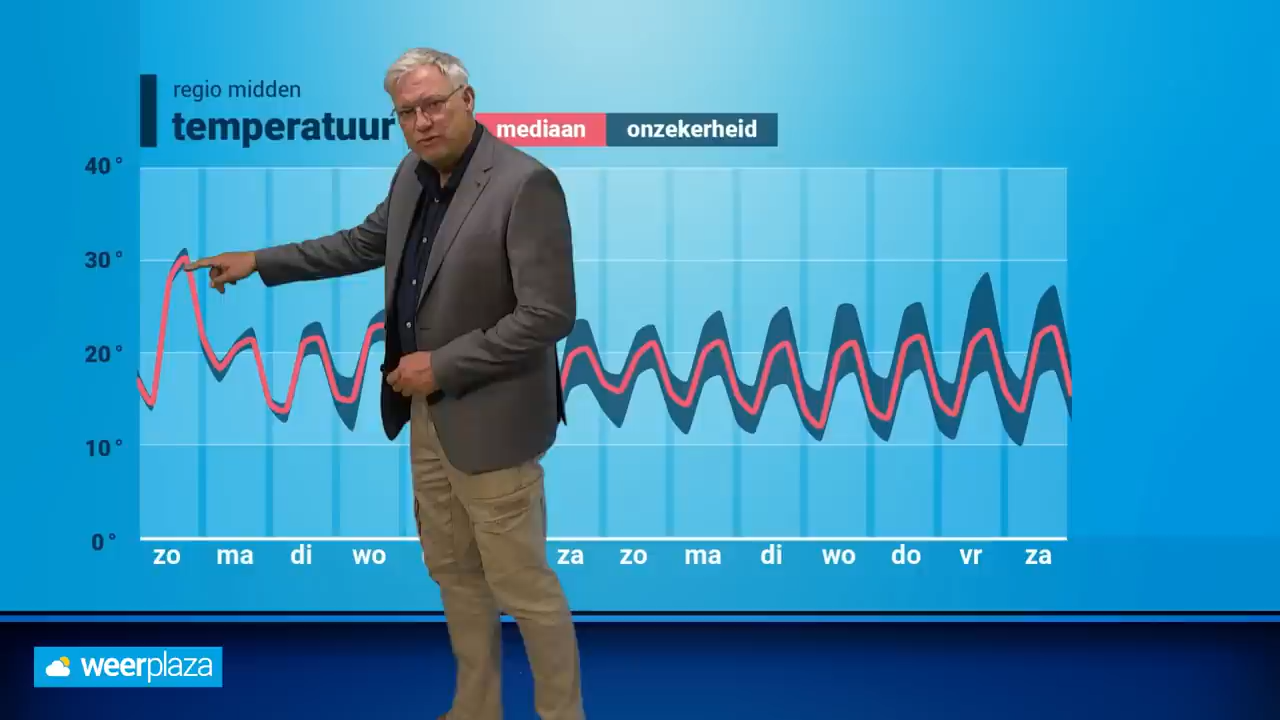 regio midden
temperatuur
mediaan onzekerheid
40°
30°
20°
10°
0°
zo ma di wo za zo ma di wo do vr za
weerplaza